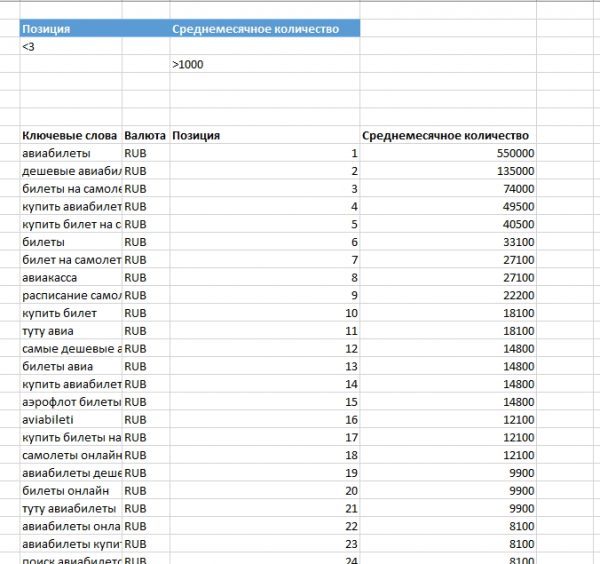 Позиция Среднемесячное количество
<3
>1000
Ключевые слова Валюта Позиция Среднемесячное количество
авиабилеты RUB 1 550000
дешевые авиабил RUB 2 135000
билеты на самоле RUB 3 74000
купить авиабилет RUB 4 49500
купить билет на с RUB 5 40500
билеты RUB 6 33100
билет на самолет RUB 7 27100
авиакасса RUB 8 27100
расписание самол RUB 9 22200
купить билет RUB 10 18100
туту авиа RUB 11 18100
самые дешевые а RUB 12 14800
билеты авиа RUB 13 14800
купить авиабилет RUB 14 14800
аэрофлот билеты RUB 15 14800
aviabileti RUB 16 12100
купить билеты на RUB 17 12100
самолеты онлайн RUB 18 12100
авиабилеты деше RUB 19 9900
билеты онлайн RUB 20 9900
туту авиабилеты RUB 21 9900
авиабилеты онла RUB 22 8100
авиабилеты купит RUB 23 8100
поиск авиабилето RUB 24 8100